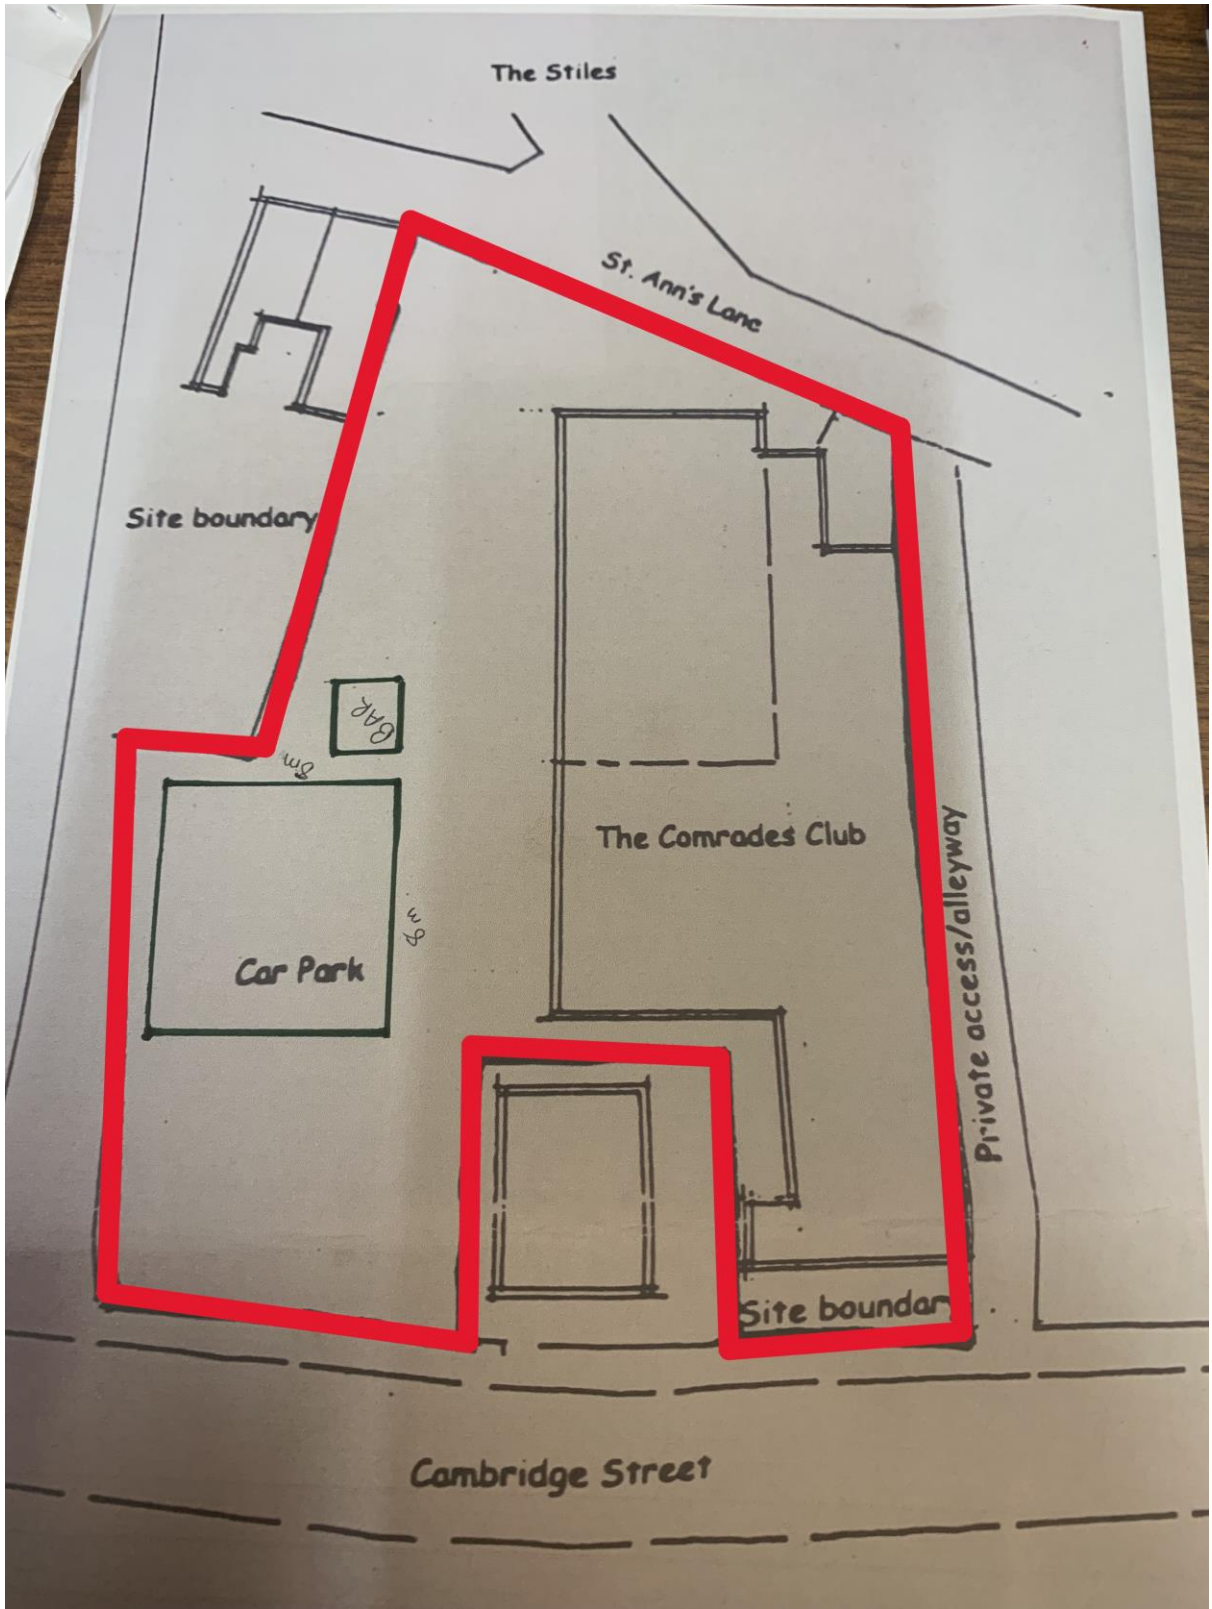 The Stiles
St. Ann's Lane
Site boundary
BAR
8m
The Comrades Club
8m
Car Park
Private access/alleyway
Site boundar
Cambridge Street